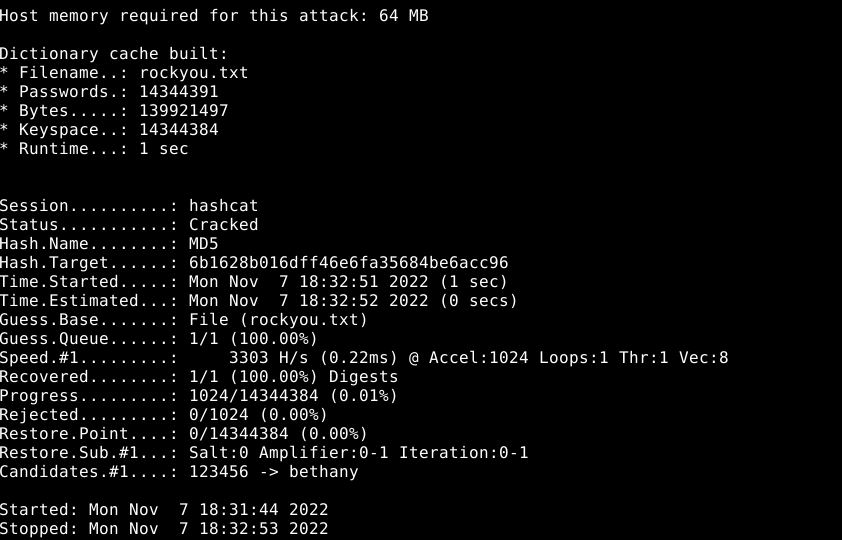 Host memory required for this attack: 64 MB
Dictionary cache built:
* Filename..: rockyou.txt
* Passwords.: 14344391
* Bytes.....: 139921497
* Keyspace..: 14344384
* Runtime...: 1 sec
Session..........: hashcat
Status...........: Cracked
Hash.Name........: MD5
Hash.Target......: 6b1628b016dff46e6fa35684be6acc96
Time.Started.....: Mon Nov  7 18:32:51 2022 (1 sec)
Time.Estimated...: Mon Nov  7 18:32:52 2022 (0 secs)
Guess.Base.......: File (rockyou.txt)
Guess.Queue......: 1/1 (100.00%)
Speed.#1.........:     3303 H/s (0.22ms) @ Accel:1024 Loops:1 Thr:1 Vec:8
Recovered........: 1/1 (100.00%) Digests
Progress.........: 1024/14344384 (0.01%)
Rejected.........: 0/1024 (0.00%)
Restore.Point....: 0/14344384 (0.00%)
Restore.Sub.#1...: Salt:0 Amplifier:0-1 Iteration:0-1
Candidates.#1....: 123456 -> bethany
Started: Mon Nov  7 18:31:44 2022
Stopped: Mon Nov  7 18:32:53 2022